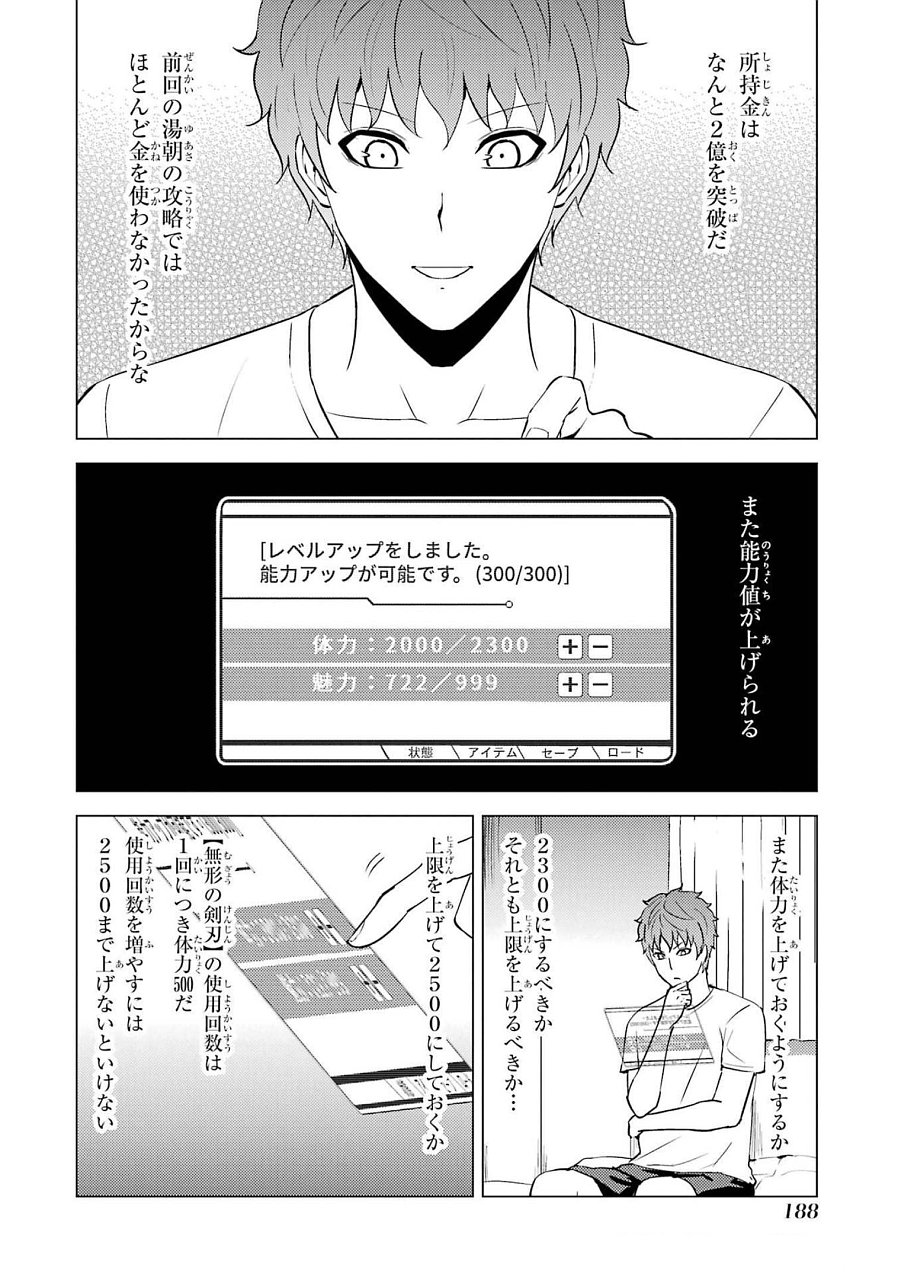 所持金は
なんと２億を突破だ
前回の湯朝の攻略では
ほとんど金を使わなかったからな
また能力値が上げられる
[レベルアップをしました。
能力アップが可能です。(300/300)]
体力：2000／2300 + −
魅力：722／999 + −
状態 アイテム セーブ ロード
また体力を上げておくようにするか
２３００にするべきか
それとも上限を上げるべきか…
上限を上げて２５００にしておくか
【無形の剣刃】の使用回数は
１回につき体力500だ
使用回数を増やすには
２５００まで上げないといけない
188